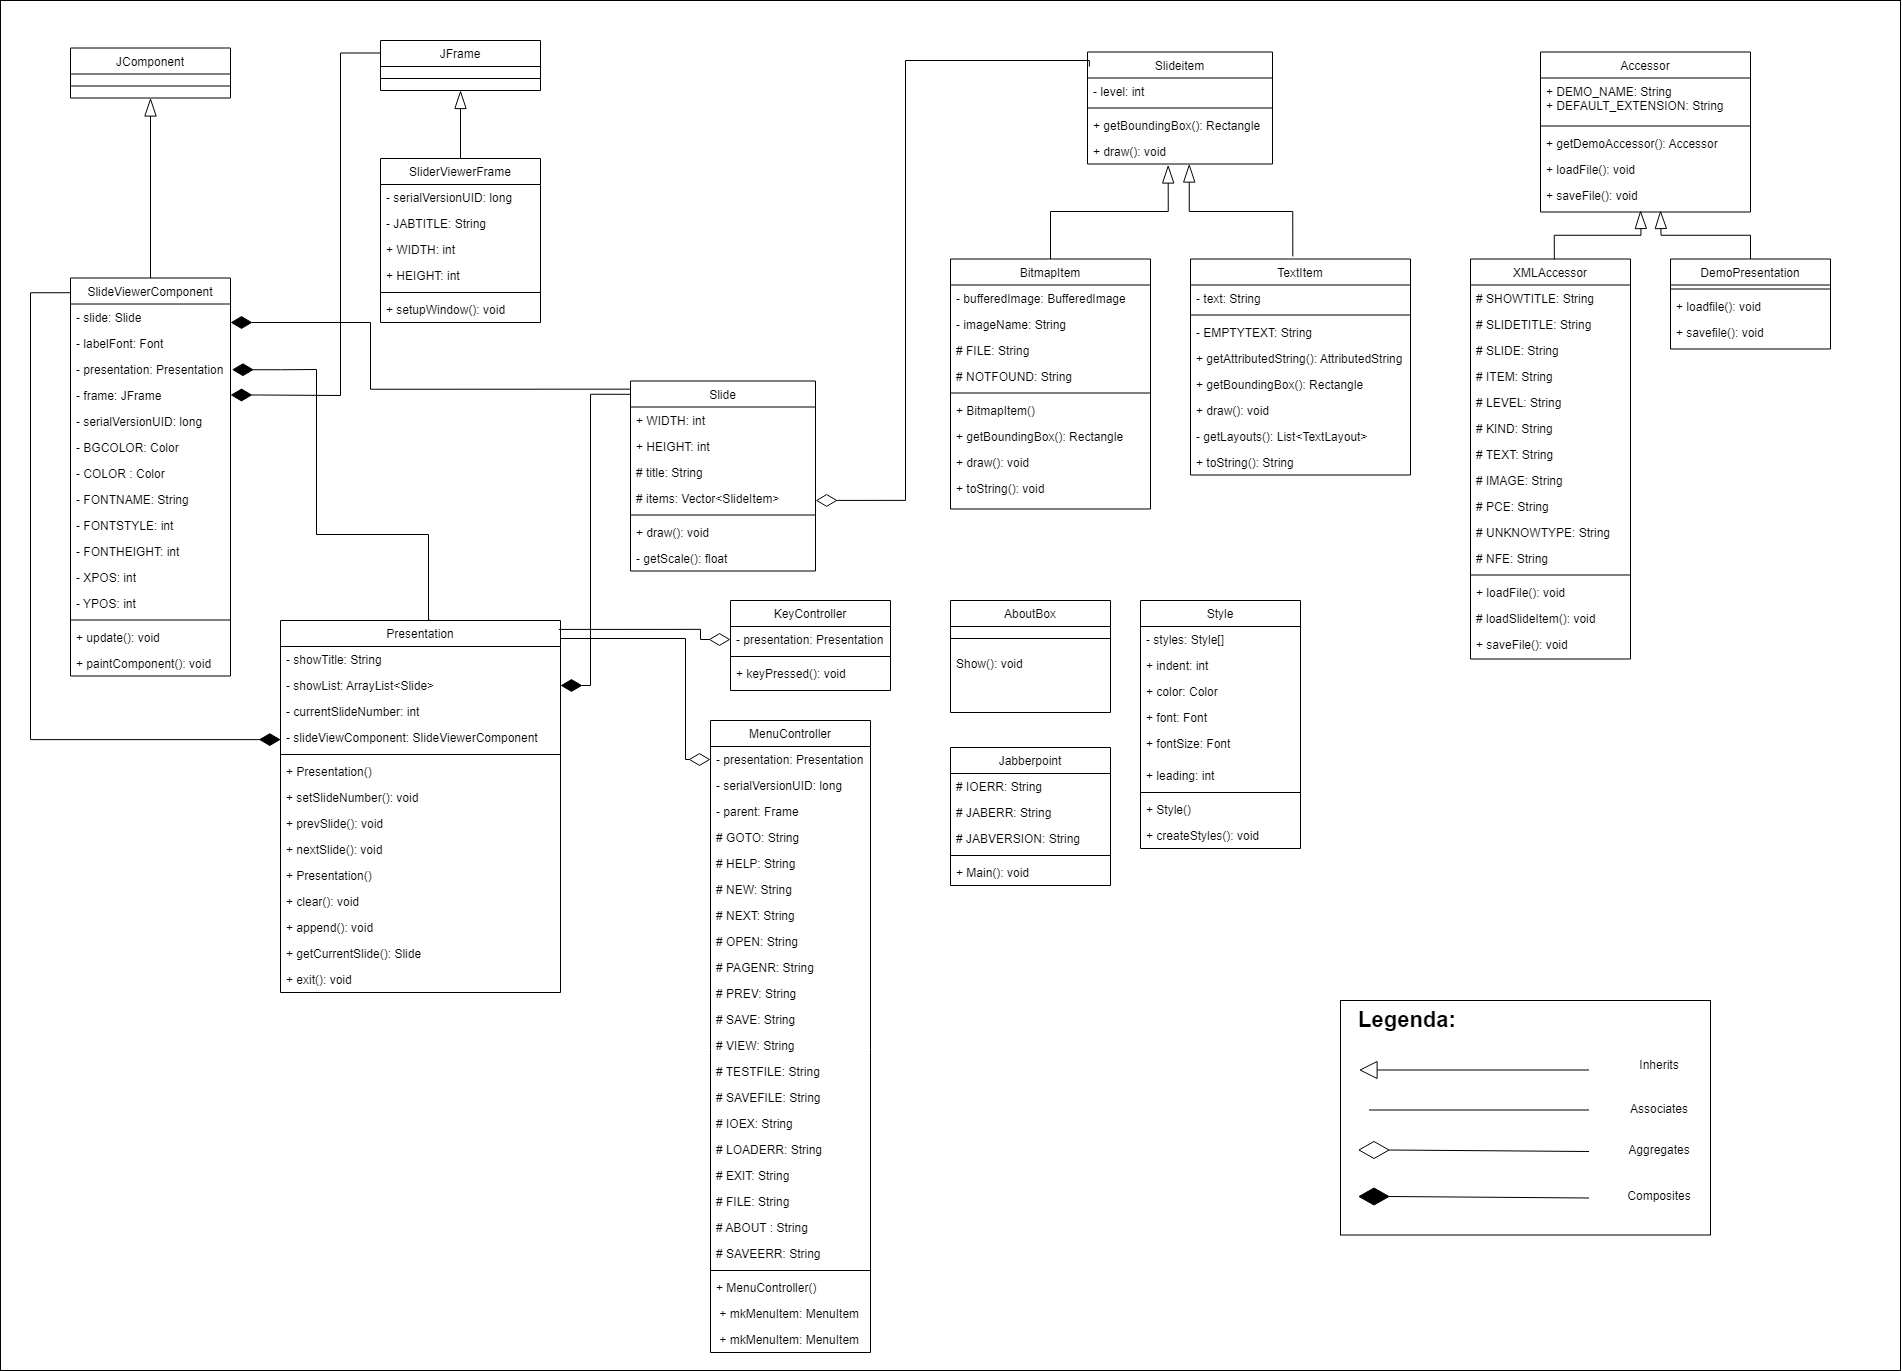 JComponent
JFrame
SliderViewerFrame
- serialVersionUID: long
- JABTITLE: String
+ WIDTH: int
+ HEIGHT: int
+ setupWindow(): void
SlideViewerComponent
- slide: Slide
- labelFont: Font
- presentation: Presentation
- frame: JFrame
- serialVersionUID: long
- BGCOLOR: Color
- COLOR : Color
- FONTNAME: String
- FONTSTYLE: int
- FONTHEIGHT: int
- XPOS: int
- YPOS: int
+ update(): void
+ paintComponent(): void
Slide
+ WIDTH: int
+ HEIGHT: int
# title: String
# items: Vector<SlideItem>
+ draw(): void
- getScale(): float
Presentation
- showTitle: String
- showList: ArrayList<Slide>
- currentSlideNumber: int
- slideViewComponent: SlideViewerComponent
+ Presentation()
+ setSlideNumber(): void
+ prevSlide(): void
+ nextSlide(): void
+ Presentation()
+ clear(): void
+ append(): void
+ getCurrentSlide(): Slide
+ exit(): void
KeyController
- presentation: Presentation
+ keyPressed(): void
MenuController
- presentation: Presentation
- serialVersionUID: long
- parent: Frame
# GOTO: String
# HELP: String
# NEW: String
# NEXT: String
# OPEN: String
# PAGENR: String
# PREV: String
# SAVE: String
# VIEW: String
# TESTFILE: String
# SAVEFILE: String
# IOEX: String
# LOADERR: String
# EXIT: String
# FILE: String
# ABOUT : String
# SAVEERR: String
+ MenuController()
+ mkMenuItem: MenuItem
+ mkMenuItem: MenuItem
Slideitem
- level: int
+ getBoundingBox(): Rectangle
+ draw(): void
BitmapItem
- bufferedImage: BufferedImage
- imageName: String
# FILE: String
# NOTFOUND: String
+ BitmapItem()
+ getBoundingBox(): Rectangle
+ draw(): void
+ toString(): void
TextItem
- text: String
- EMPTYTEXT: String
+ getAttributedString(): AttributedString
+ getBoundingBox(): Rectangle
+ draw(): void
- getLayouts(): List<TextLayout>
+ toString(): String
AboutBox
Show(): void
Style
- styles: Style[]
+ indent: int
+ color: Color
+ font: Font
+ fontSize: Font
+ leading: int
+ Style()
+ createStyles(): void
Jabberpoint
# IOERR: String
# JABERR: String
# JABVERSION: String
+ Main(): void
Accessor
+ DEMO_NAME: String
+ DEFAULT_EXTENSION: String
+ getDemoAccessor(): Accessor
+ loadFile(): void
+ saveFile(): void
XMLAccessor
# SHOWTITLE: String
# SLIDETITLE: String
# SLIDE: String
# ITEM: String
# LEVEL: String
# KIND: String
# TEXT: String
# IMAGE: String
# PCE: String
# UNKNOWTYPE: String
# NFE: String
+ loadFile(): void
# loadSlideItem(): void
+ saveFile(): void
DemoPresentation
+ loadfile(): void
+ savefile(): void
Legenda:
Inherits
Associates
Aggregates
Composites